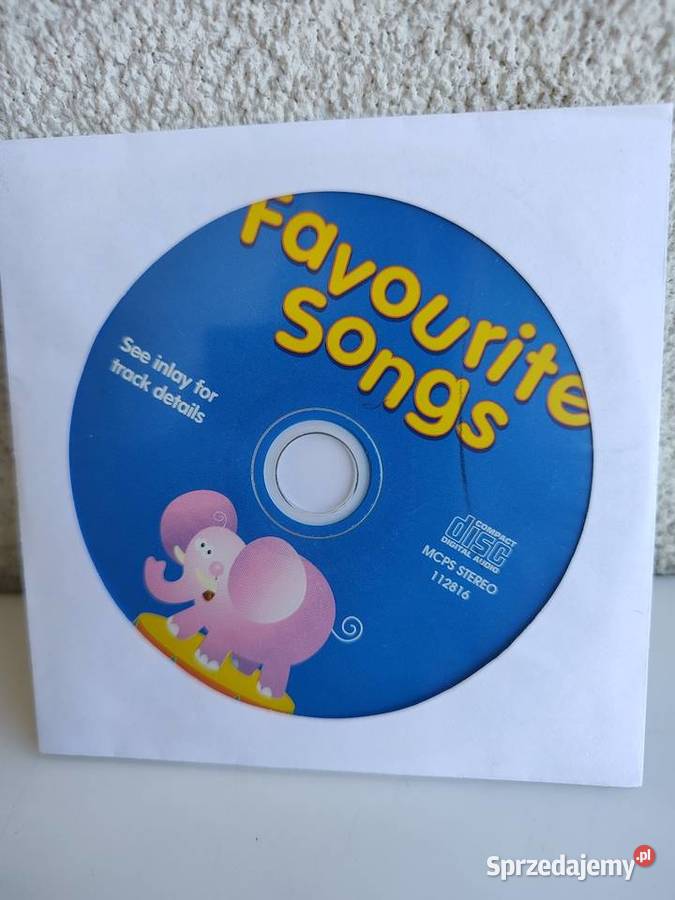 Favourite
Songs
See inlay for
track details
COMPACT
disc
DIGITAL AUDIO
MCPS STEREO
112816
Sprzedajemy.pl